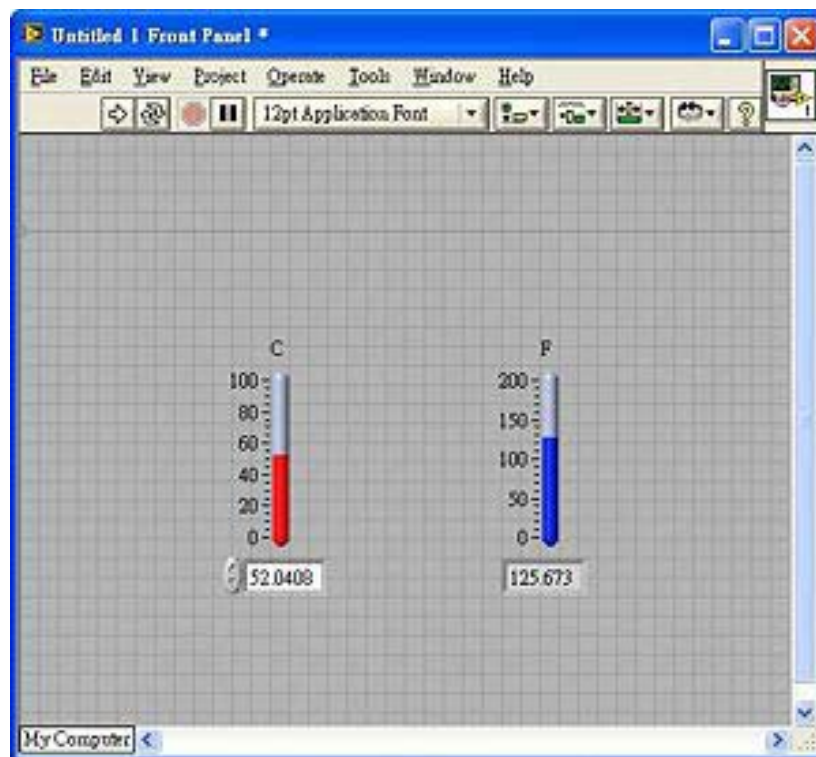 Untitled 1 Front Panel *
File Edit View Project Operate Tools Window Help
12pt Application Font
C F
100 200
80 150
60 100
40 50
20 0
0
52.0408 125.673
My Computer